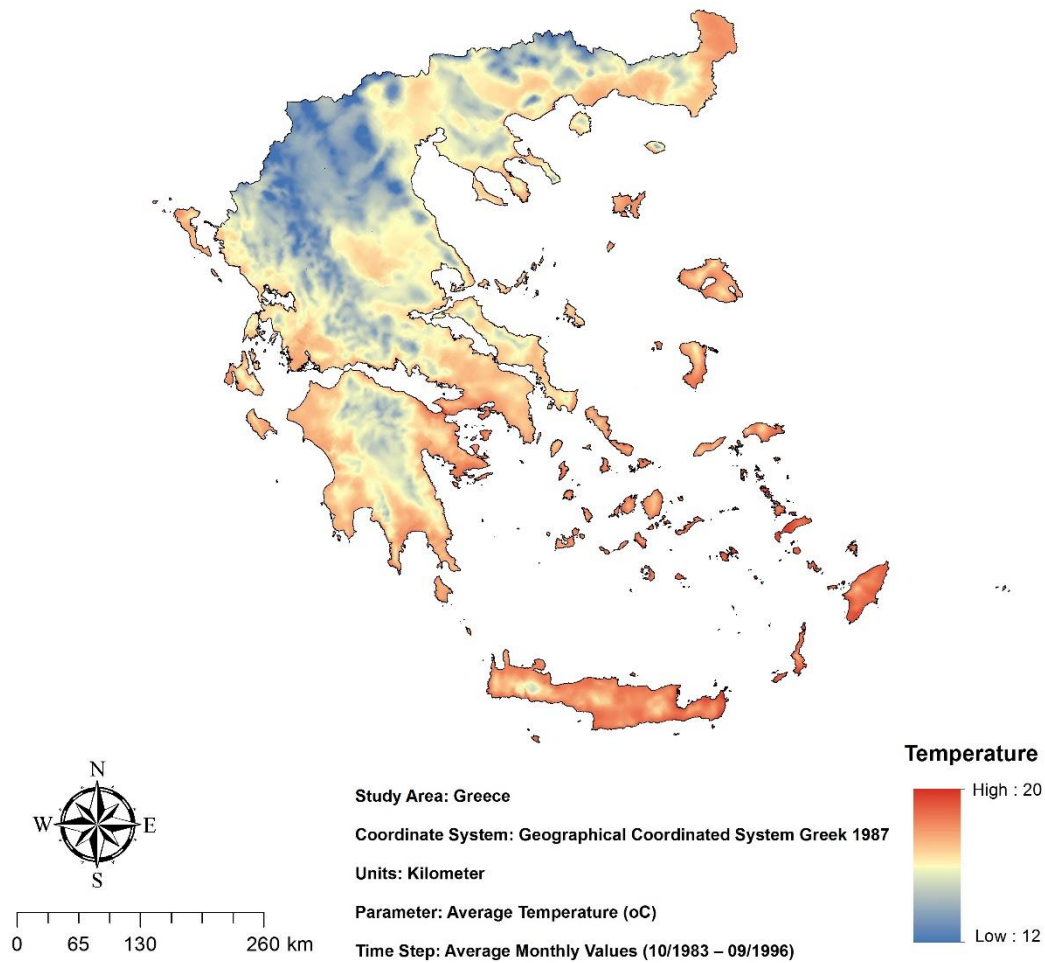 Temperature
High : 20
Low : 12
N
W
E
S
0 65 130 260 km
Study Area: Greece
Coordinate System: Geographical Coordinated System Greek 1987
Units: Kilometer
Parameter: Average Temperature (oC)
Time Step: Average Monthly Values (10/1983 – 09/1996)